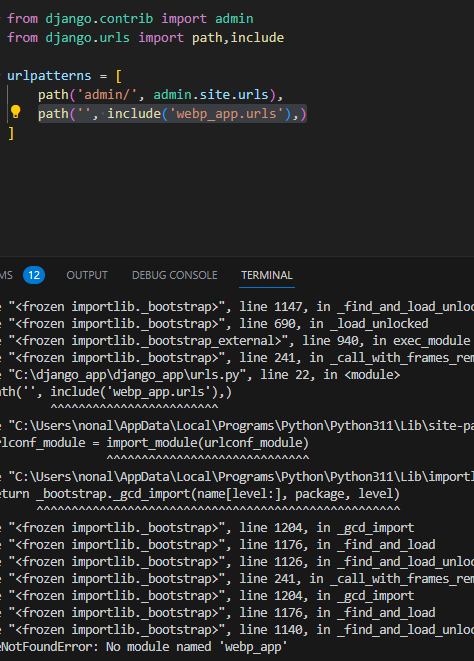 from django.contrib import admin
from django.urls import path,include
urlpatterns = [
path('admin/', admin.site.urls),
path('', include('webp_app.urls'),)
]
MS 12 OUTPUT DEBUG CONSOLE TERMINAL
e "<frozen importlib._bootstrap>", line 1147, in _find_and_load_unloc
e "<frozen importlib._bootstrap>", line 690, in _load_unlocked
e "<frozen importlib._bootstrap_external>", line 940, in exec_module
e "<frozen importlib._bootstrap>", line 241, in _call_with_frames_rem
e "C:\django_app\django_app\urls.py", line 22, in <module>
ath('', include('webp_app.urls'),)
^^^^^^^^^^^^^^^^^^^^^^^^
e "C:\Users\nonal\AppData\Local\Programs\Python\Python311\Lib\site-pa
rlconf_module = import_module(urlconf_module)
^^^^^^^^^^^^^^^^^^^^^^^^^^^^^
e "C:\Users\nonal\AppData\Local\Programs\Python\Python311\Lib\importl
eturn _bootstrap._gcd_import(name[level:], package, level)
^^^^^^^^^^^^^^^^^^^^^^^^^^^^^^^^^^^^^^^^^^^^^^^^^^^
e "<frozen importlib._bootstrap>", line 1204, in _gcd_import
e "<frozen importlib._bootstrap>", line 1176, in _find_and_load
e "<frozen importlib._bootstrap>", line 1126, in _find_and_load_unloc
e "<frozen importlib._bootstrap>", line 241, in _call_with_frames_rem
e "<frozen importlib._bootstrap>", line 1204, in _gcd_import
e "<frozen importlib._bootstrap>", line 1176, in _find_and_load
e "<frozen importlib._bootstrap>", line 1140, in _find_and_load_unloc
eNotFoundError: No module named 'webp_app'